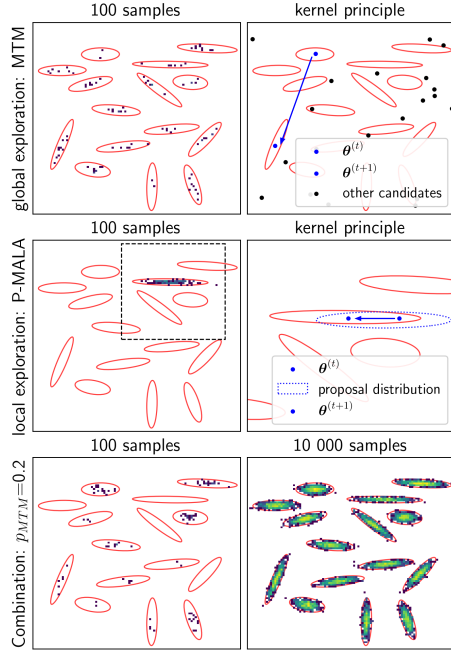 100 samples
kernel principle
global exploration: MTM
θ^(t)
θ^(t+1)
other candidates
100 samples
kernel principle
local exploration: P-MALA
θ^(t)
proposal distribution
θ^(t+1)
100 samples
10 000 samples
Combination: p_MTM=0.2